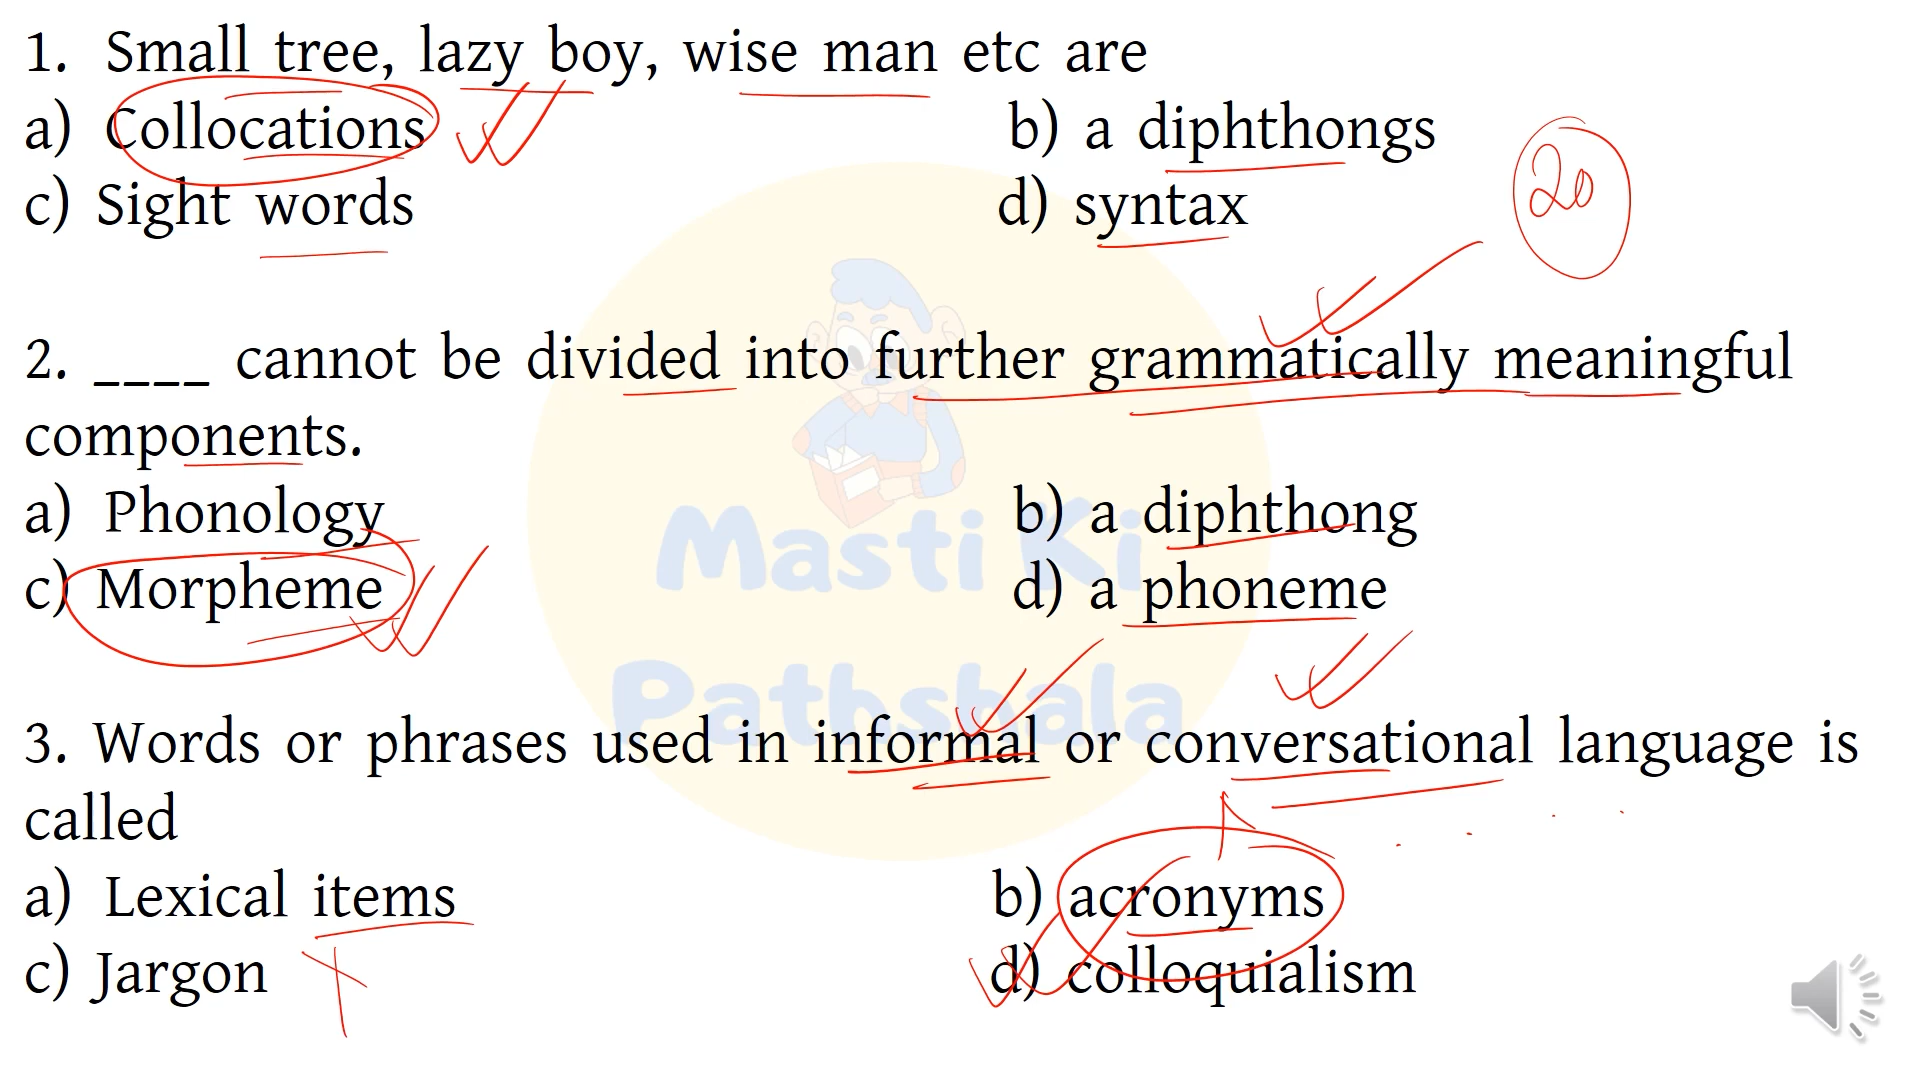 1. Small tree, lazy boy, wise man etc are
a) Collocations b) a diphthongs
c) Sight words d) syntax
20
2. ____ cannot be divided into further grammatically meaningful
components.
a) Phonology b) a diphthong
c) Morpheme d) a phoneme
3. Words or phrases used in informal or conversational language is
called
a) Lexical items b) acronyms
c) Jargon d) colloquialism
Masti Ki
Pathshala